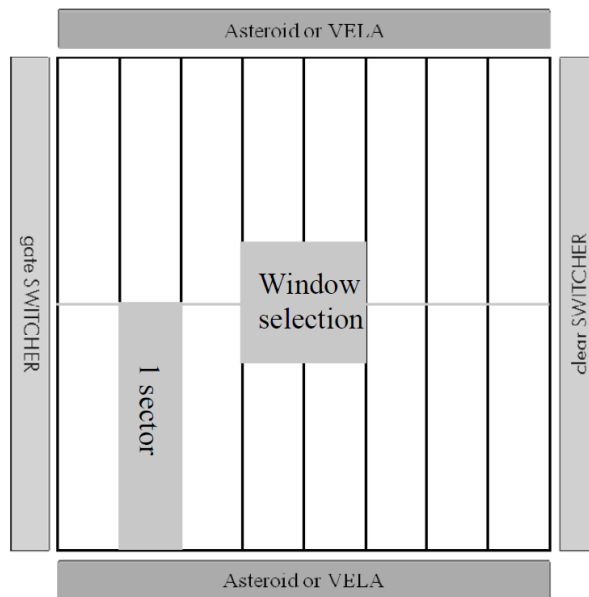 Asteroid or VELA
gate SWITCHER
Window
selection
clear SWITCHER
1 sector
Asteroid or VELA